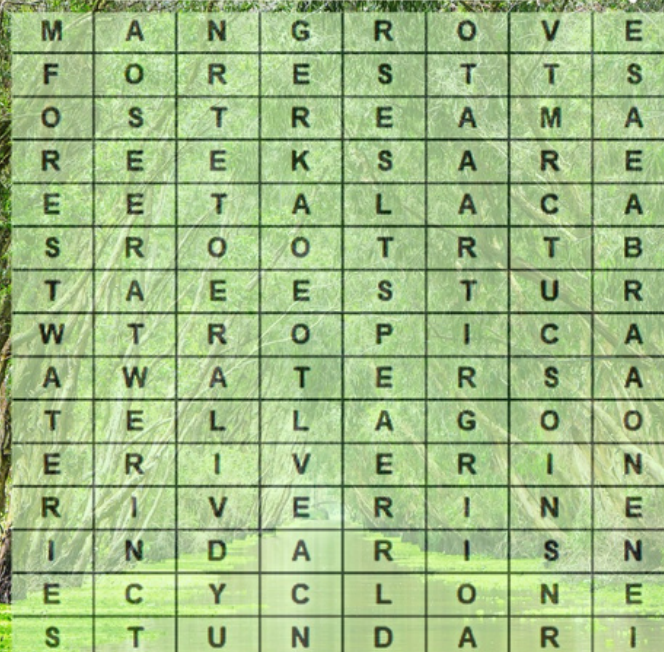 M A N G R O V E
F O R E S T T S
O S T R E A M A
R E E K S A R E
E E T A L A C A
S R O O T R T B
T A E E S T U R
W T R O P I C A
A W A T E R S A
T E L L A G O O
E R I V E R I N
R I V E R I N E
I N D A R I S N
E C Y C L O N E
S T U N D A R I